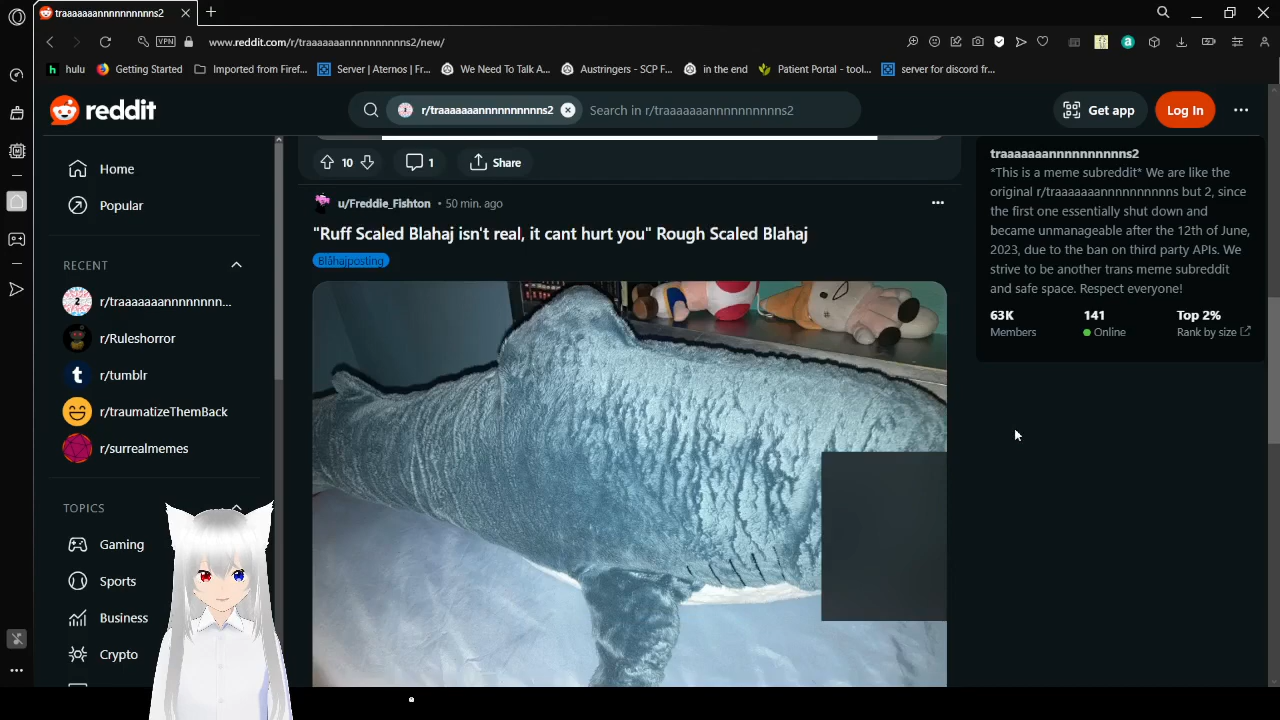 traaaaaaannnnnnnnnns2
VPN
www.reddit.com/r/traaaaaaannnnnnnnnns2/new/
hulu
Getting Started
Imported from Firef...
Server | Aternos | Fr...
We Need To Talk A...
Austringers - SCP F...
in the end
Patient Portal - tool...
server for discord fr...
reddit
r/traaaaaaannnnnnnnnns2
Search in r/traaaaaaannnnnnnnnns2
Get app
Log In
Home
Popular
RECENT
r/traaaaaaannnnnnn...
r/Ruleshorror
r/tumblr
r/traumatizeThemBack
r/surrealmemes
TOPICS
Gaming
Sports
Business
Crypto
10
1
Share
u/Freddie_Fishton • 50 min. ago
"Ruff Scaled Blahaj isn't real, it cant hurt you" Rough Scaled Blahaj
Blåhajposting
traaaaaaannnnnnnnnns2
*This is a meme subreddit* We are like the
original r/traaaaaaannnnnnnnnns but 2, since
the first one essentially shut down and
became unmanageable after the 12th of June,
2023, due to the ban on third party APIs. We
strive to be another trans meme subreddit
and safe space. Respect everyone!
63K
Members
141
Online
Top 2%
Rank by size